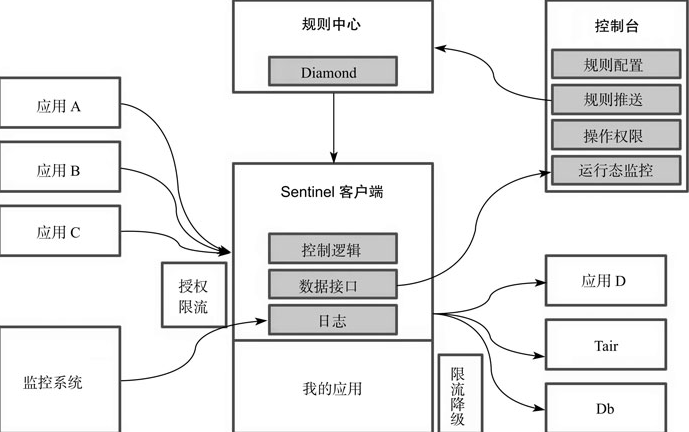 规则中心
Diamond
控制台
规则配置
规则推送
操作权限
运行态监控
应用 A
应用 B
应用 C
Sentinel 客户端
控制逻辑
数据接口
日志
我的应用
授权
限流
监控系统
应用 D
Tair
Db
限
流
降
级